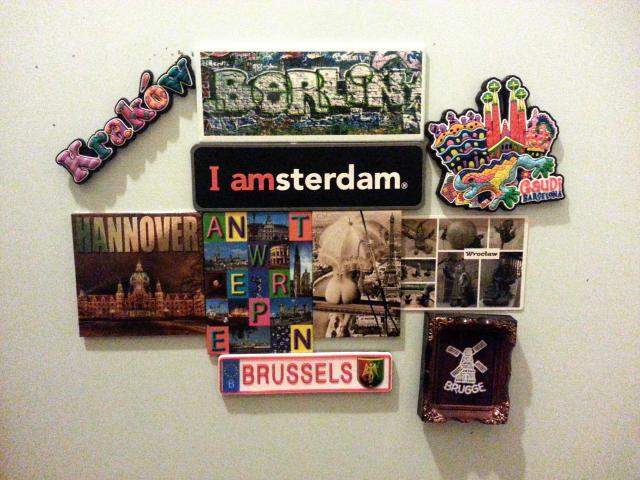 Kraków
BERLIN
I amsterdam®
GAUDI
BARCELONA
HANNOVER
ANTWERPEN
Wrocław
B BRUSSELS
BRUGGE